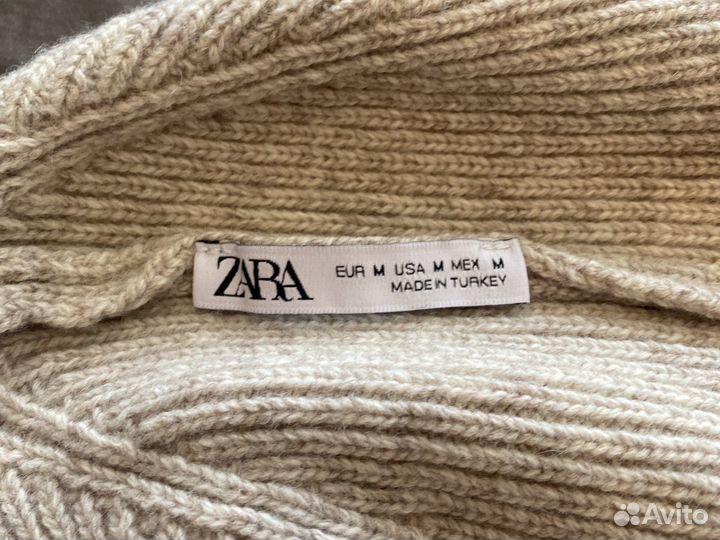 ZARA
EUR M USA M MEX M
MADE IN TURKEY
Avito